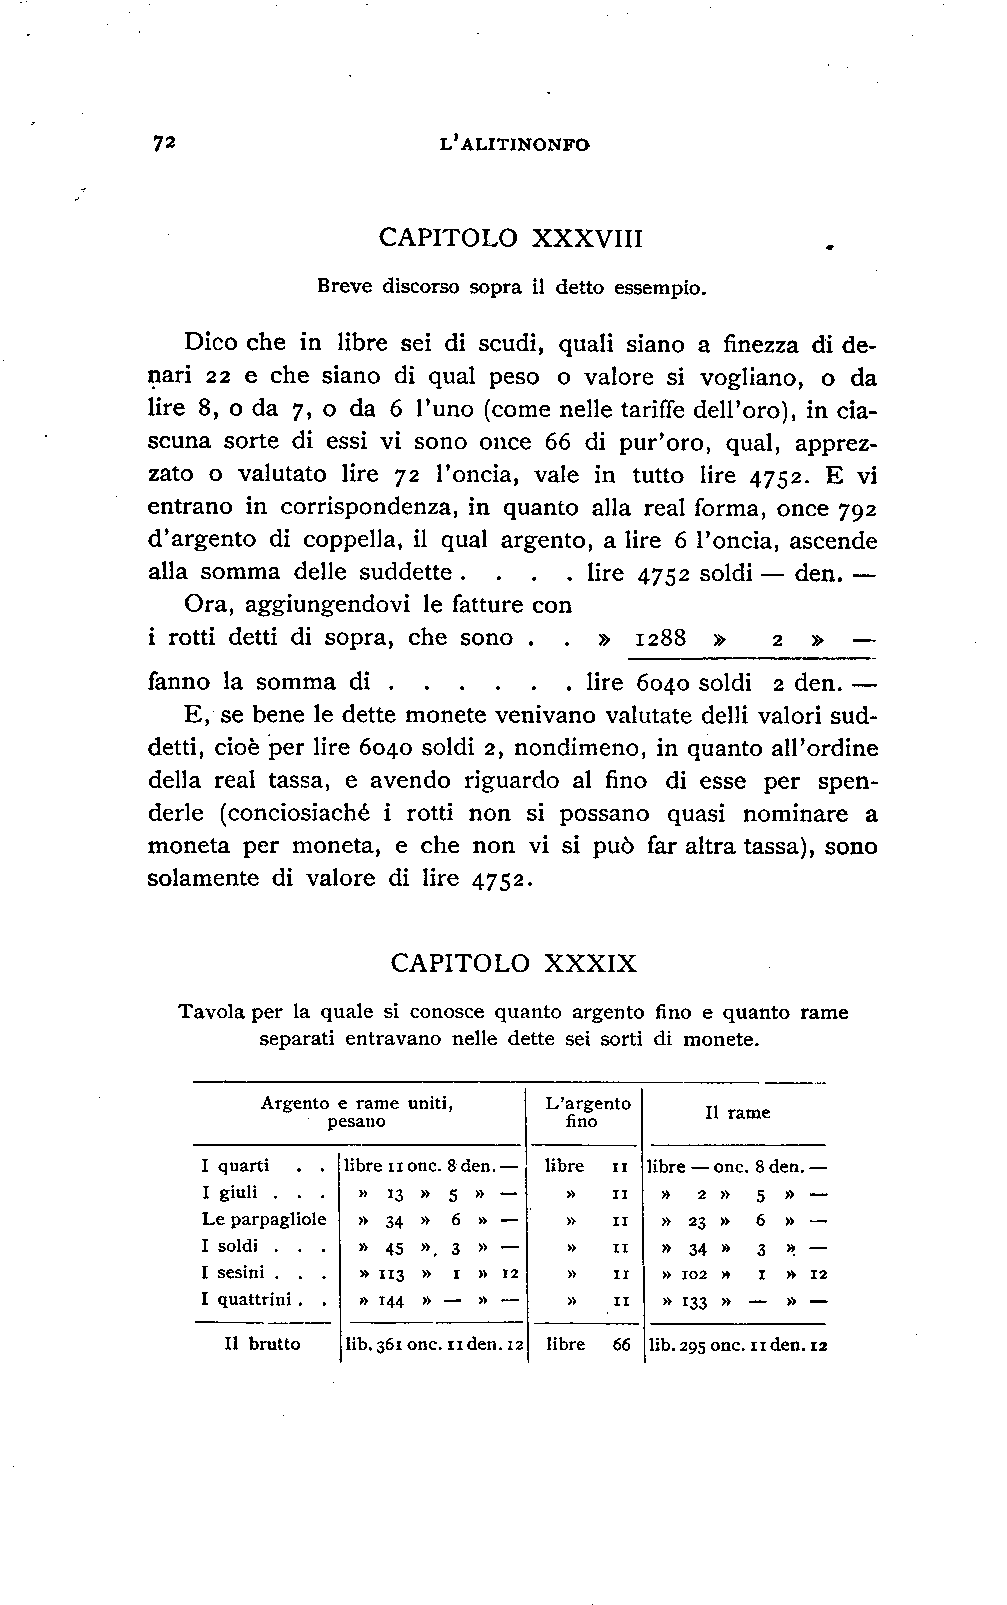 72 L'ALITINONFO
CAPITOLO XXXVIII
Breve discorso sopra il detto essempio.
Dico che in libre sei di scudi, quali siano a finezza di de-
nari 22 e che siano di qual peso o valore si vogliano, o da
lire 8, o da 7, o da 6 l'uno (come nelle tariffe dell'oro), in cia-
scuna sorte di essi vi sono once 66 di pur'oro, qual, apprez-
zato o valutato lire 72 l'oncia, vale in tutto lire 4752. E vi
entrano in corrispondenza, in quanto alla real forma, once 792
d'argento di coppella, il qual argento, a lire 6 l'oncia, ascende
alla somma delle suddette . . . . lire 4752 soldi — den. —
Ora, aggiungendovi le fatture con
i rotti detti di sopra, che sono . . » 1288 » 2 » —
fanno la somma di . . . . . . lire 6040 soldi 2 den. —
E, se bene le dette monete venivano valutate delli valori sud-
detti, cioè per lire 6040 soldi 2, nondimeno, in quanto all'ordine
della real tassa, e avendo riguardo al fino di esse per spen-
derle (conciosiaché i rotti non si possano quasi nominare a
moneta per moneta, e che non vi si può far altra tassa), sono
solamente di valore di lire 4752.
CAPITOLO XXXIX
Tavola per la quale si conosce quanto argento fino e quanto rame
separati entravano nelle dette sei sorti di monete.
Argento e rame uniti, L'argento Il rame
pesano fino
I quarti . . libre 11 onc. 8 den. — libre 11 libre — onc. 8 den. —
I giuli . . . » 13 » 5 » — » 11 » 2 » 5 » —
Le parpagliole » 34 » 6 » — » 11 » 23 » 6 » —
I soldi . . . » 45 » 3 » — » 11 » 34 » 3 » —
I sesini . . . » 113 » 1 » 12 » 11 » 102 » 1 » 12
I quattrini . . » 144 » — » — » 11 » 133 » — » —
Il brutto lib. 361 onc. 11 den. 12 libre 66 lib. 295 onc. 11 den. 12